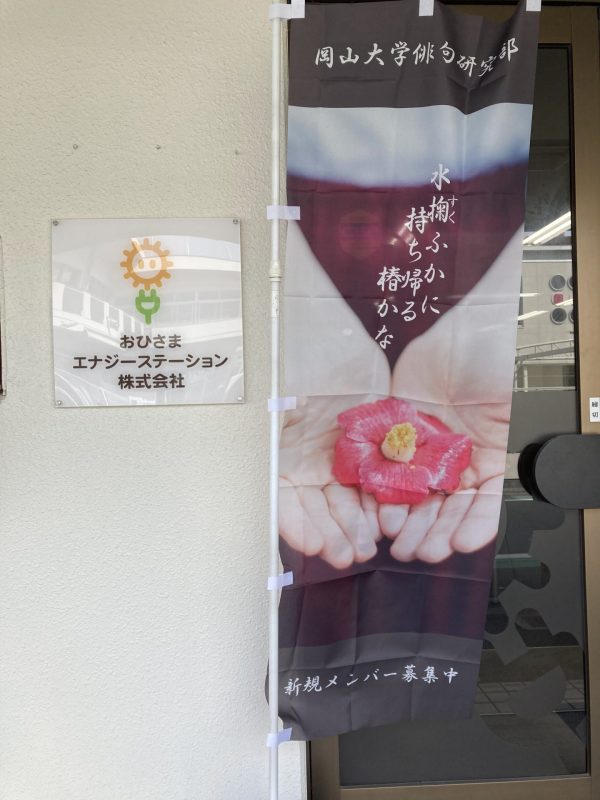 岡山大学俳句研究部
水掬ふかに
すく
持ち帰る
椿かな
新規メンバー募集中
おひさま
エナジーステーション
株式会社
締切